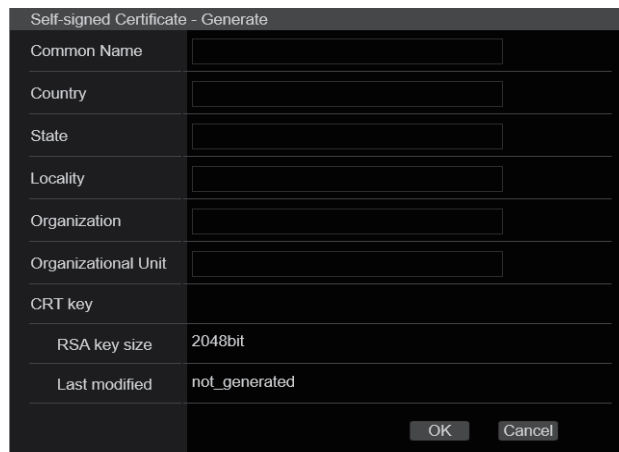 Self-signed Certificate - Generate
Common Name
Country
State
Locality
Organization
Organizational Unit
CRT key
RSA key size 2048bit
Last modified not_generated
OK Cancel